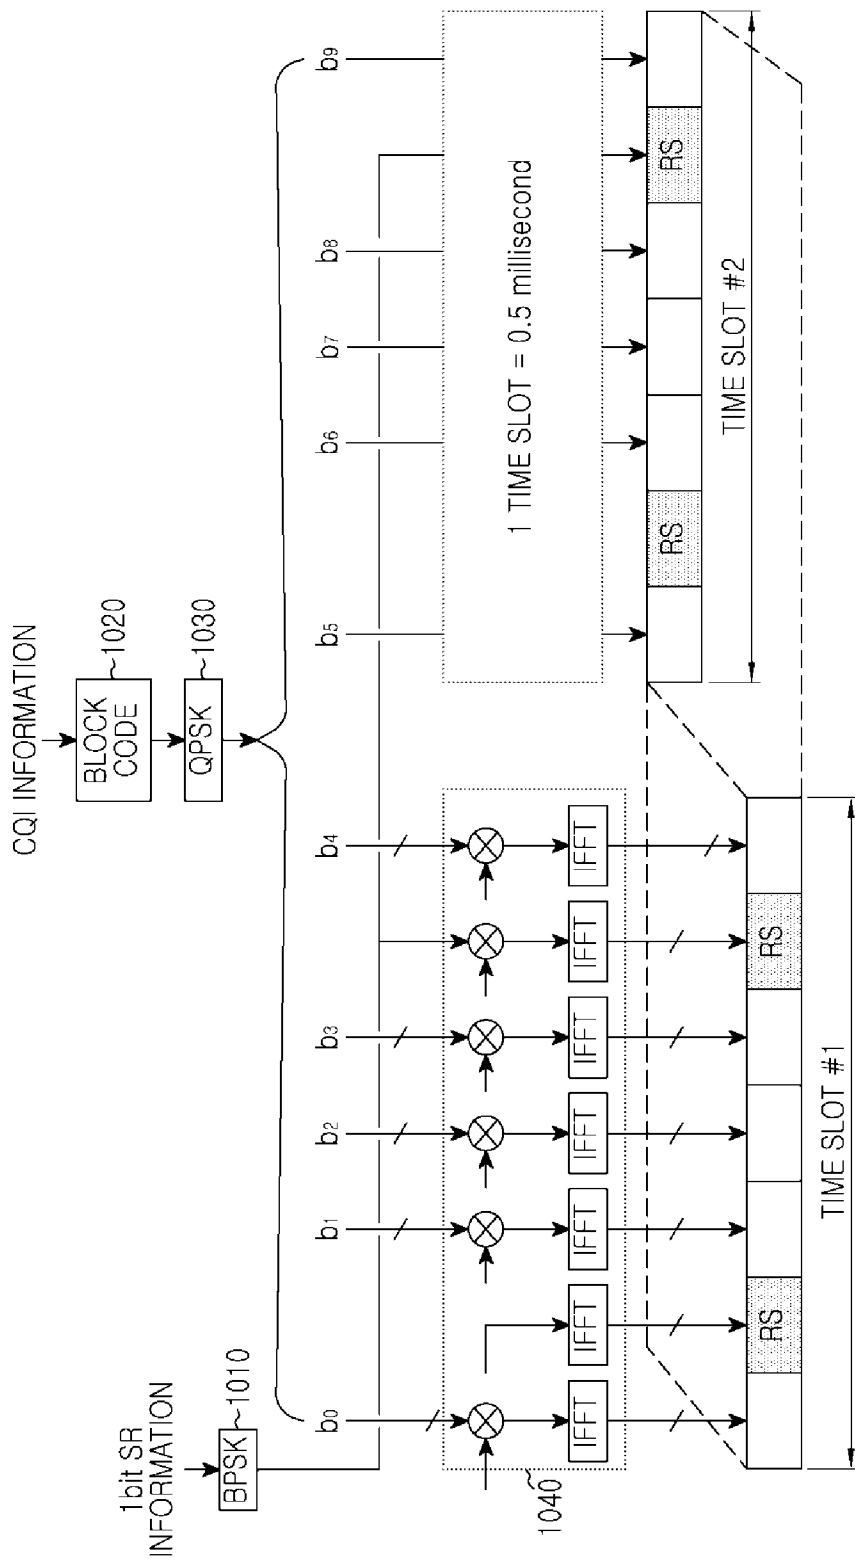 1bit SR
INFORMATION
BPSK
1010
CQI INFORMATION
BLOCK
CODE
1020
QPSK
1030
b0
b1
b2
b3
b4
b5
b6
b7
b8
b9
IFFT
IFFT
IFFT
IFFT
IFFT
IFFT
IFFT
1040
1 TIME SLOT = 0.5 millisecond
RS
RS
TIME SLOT #1
RS
RS
TIME SLOT #2